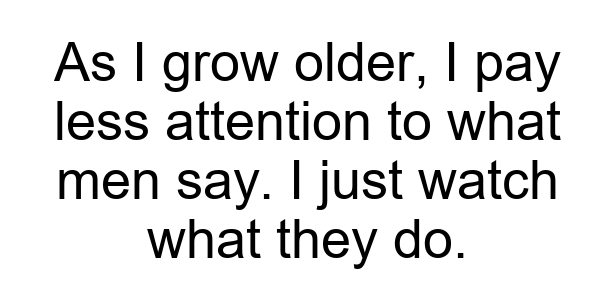 As I grow older, I pay
less attention to what
men say. I just watch
what they do.